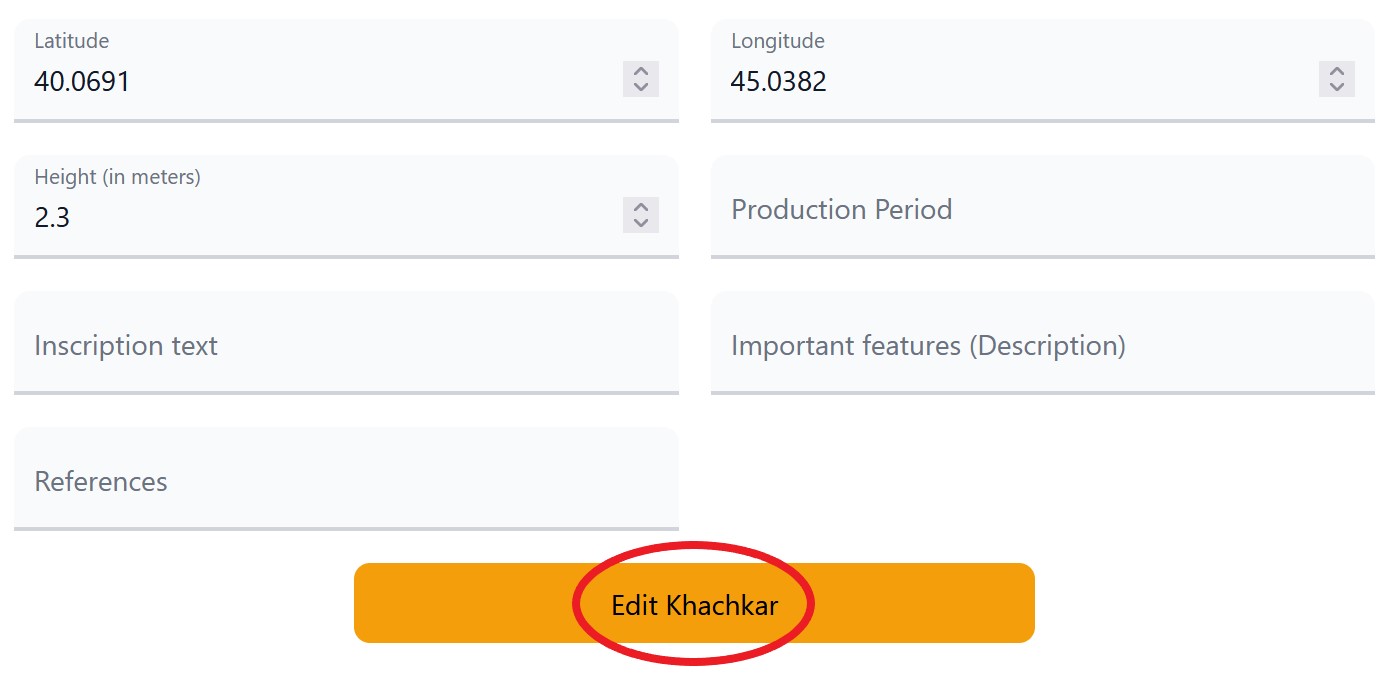 Latitude
40.0691
Longitude
45.0382
Height (in meters)
2.3
Production Period
Inscription text
Important features (Description)
References
Edit Khachkar